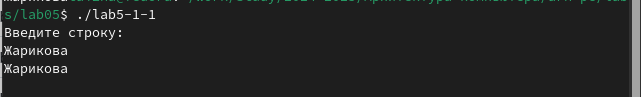 s/lab05$ ./lab5-1-1
Введите строку:
Жарикова
Жарикова